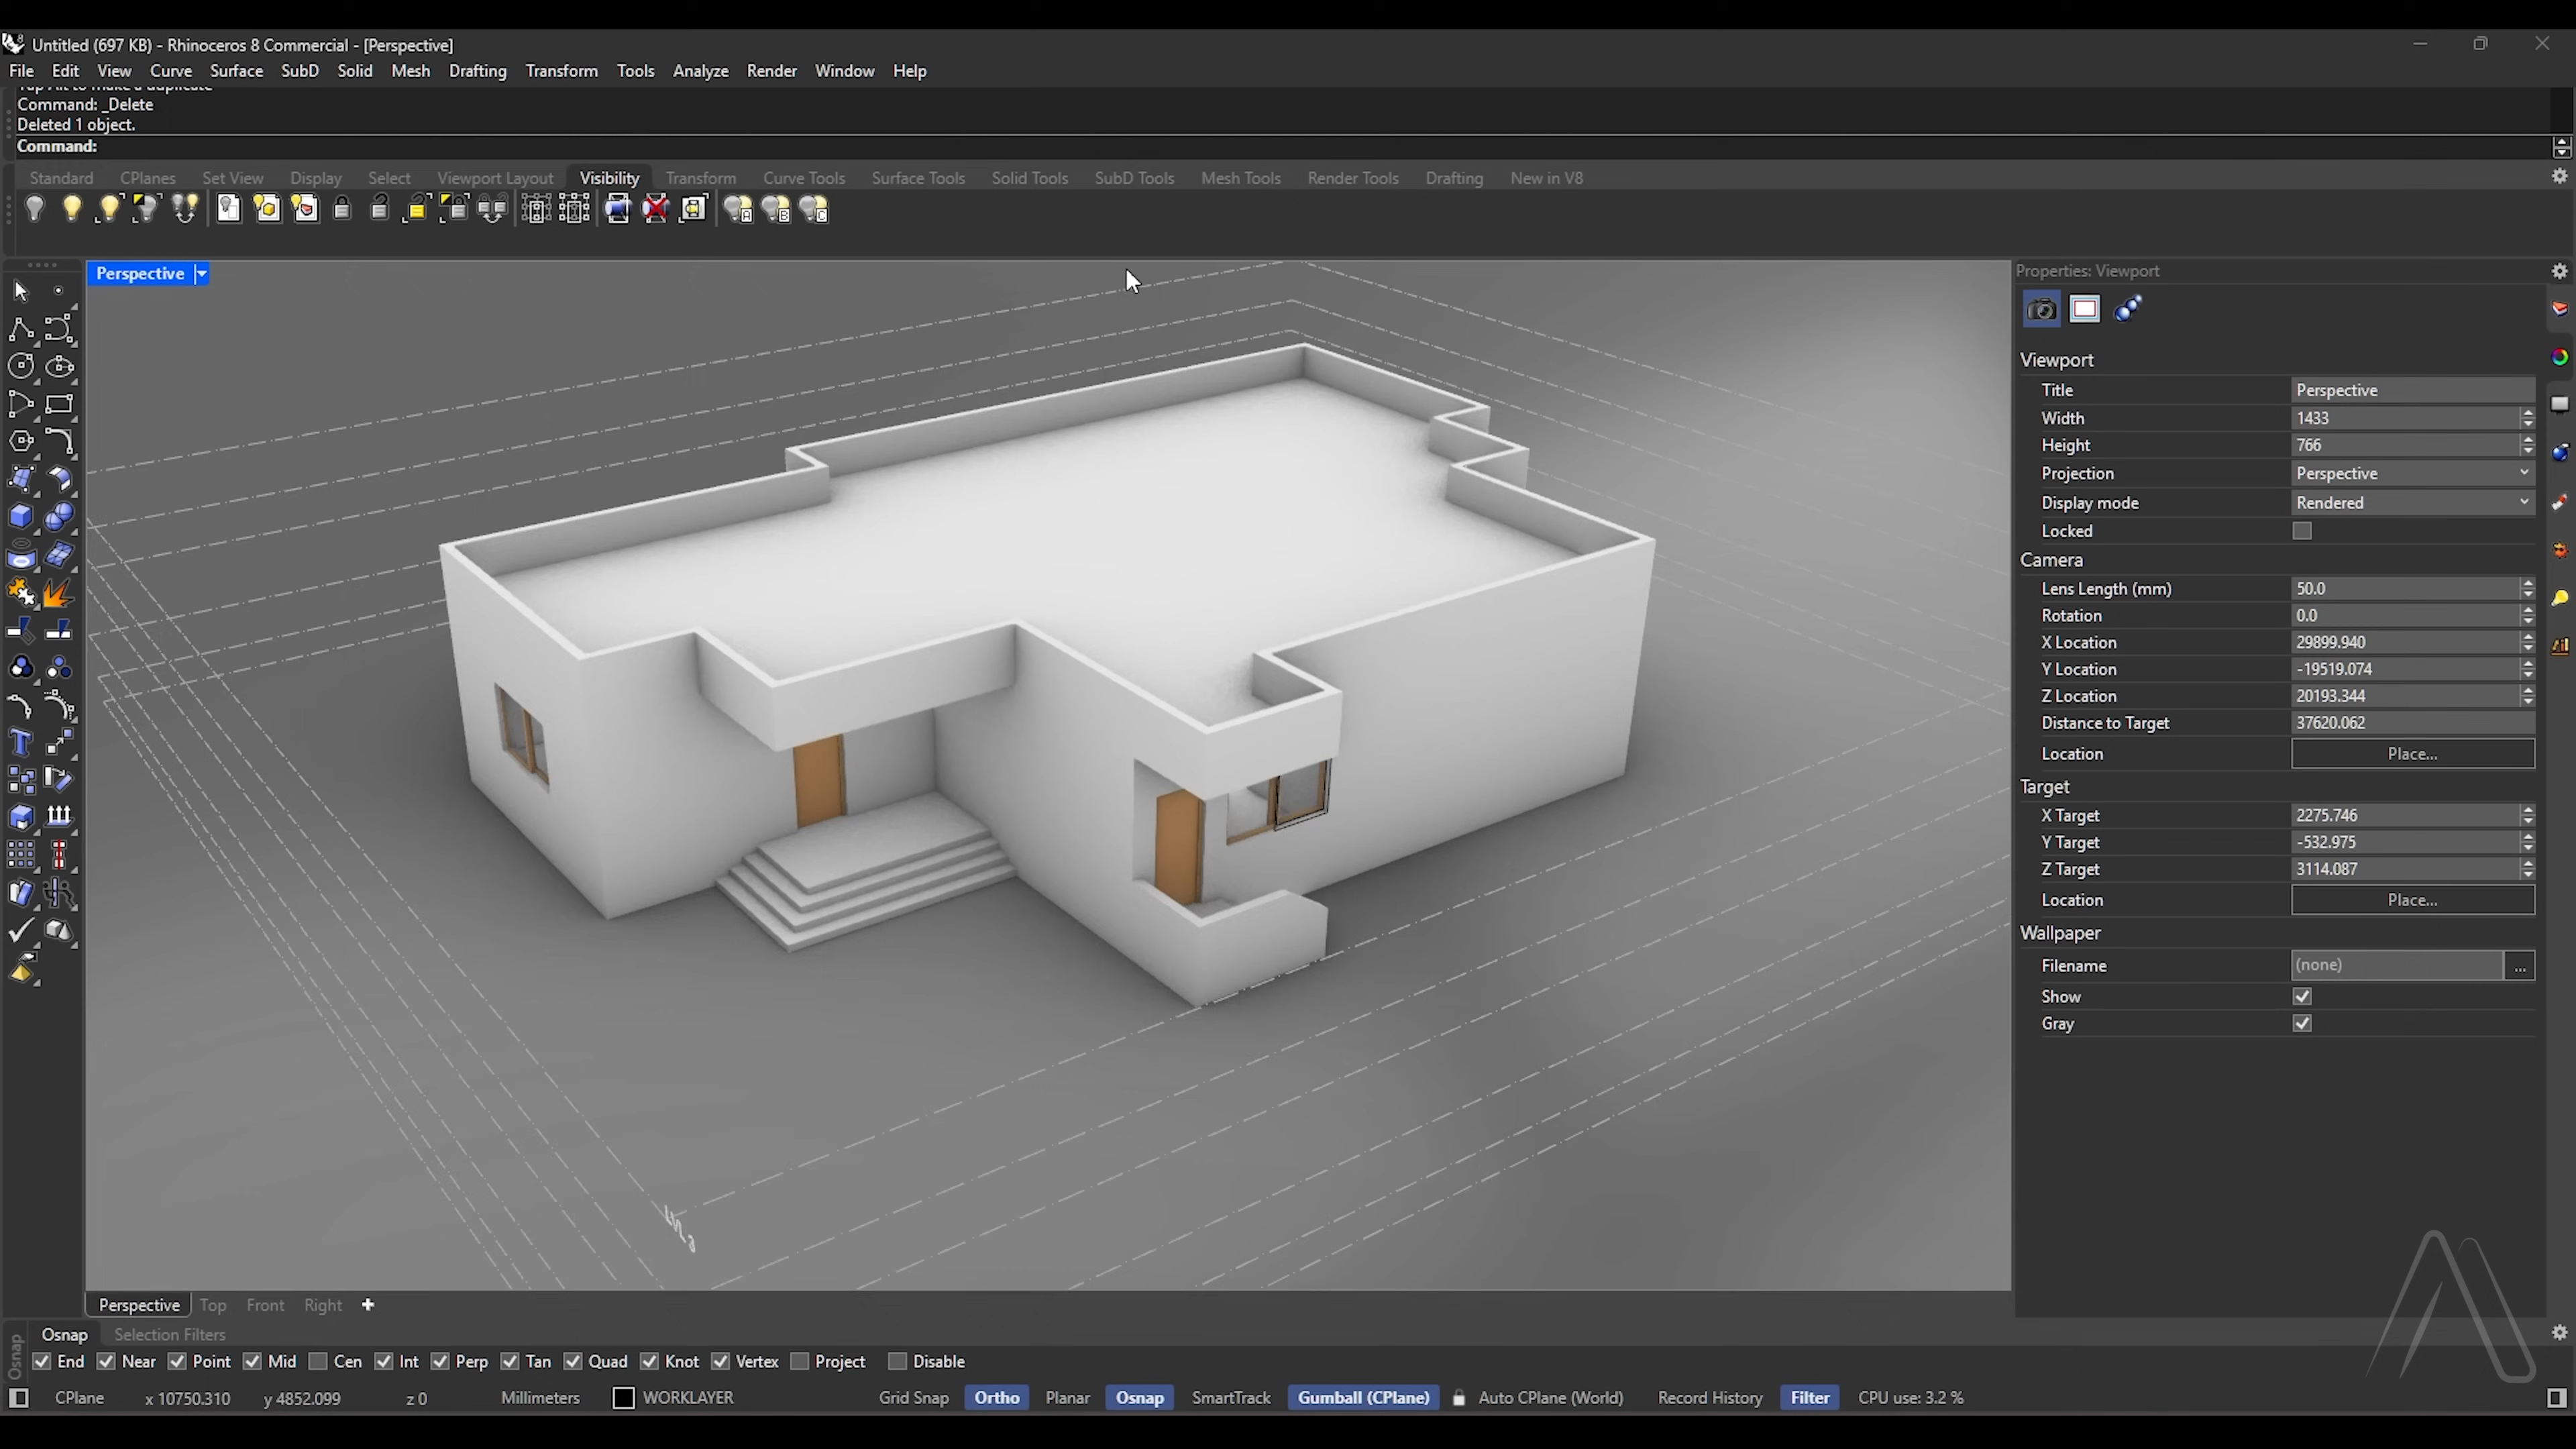 Untitled (697 KB) - Rhinoceros 8 Commercial - [Perspective]
File Edit View Curve Surface SubD Solid Mesh Drafting Transform Tools Analyze Render Window Help
Tap Alt to make a duplicate
Command: _Delete
Deleted 1 object.
Command:
Standard CPlanes Set View Display Select Viewport Layout Visibility Transform Curve Tools Surface Tools Solid Tools SubD Tools Mesh Tools Render Tools Drafting New in V8
A B C
Perspective
Properties: Viewport
Viewport
Title Perspective
Width 1433
Height 766
Projection Perspective
Display mode Rendered
Locked
Camera
Lens Length (mm) 50.0
Rotation 0.0
X Location 29899.940
Y Location -19519.074
Z Location 20193.344
Distance to Target 37620.062
Location Place...
Target
X Target 2275.746
Y Target -532.975
Z Target 3114.087
Location Place...
Wallpaper
Filename (none) ...
Show
Gray
Perspective Top Front Right
Osnap Selection Filters
Osnap
End Near Point Mid Cen Int Perp Tan Quad Knot Vertex Project Disable
CPlane x 10750.310 y 4852.099 z 0 Millimeters WORKLAYER Grid Snap Ortho Planar Osnap SmartTrack Gumball (CPlane) Auto CPlane (World) Record History Filter CPU use: 3.2 %